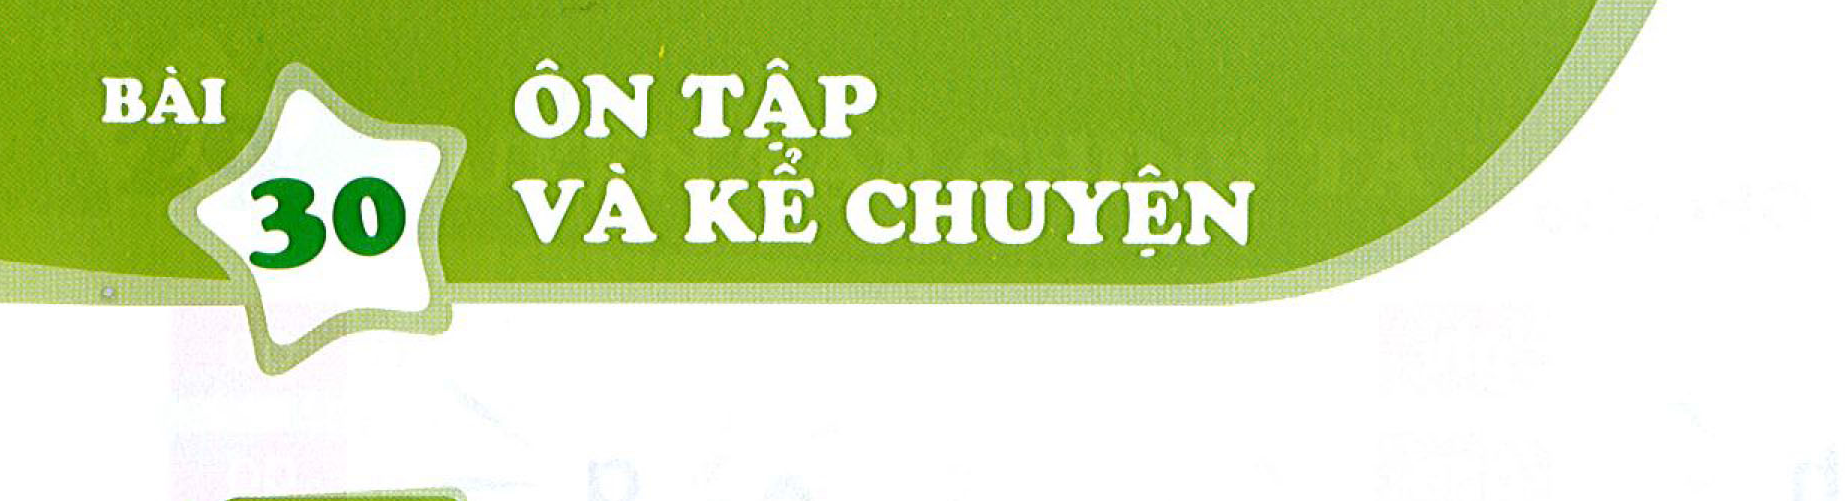 BÀI
30
ÔN TẬP
VÀ KỂ CHUYỆN